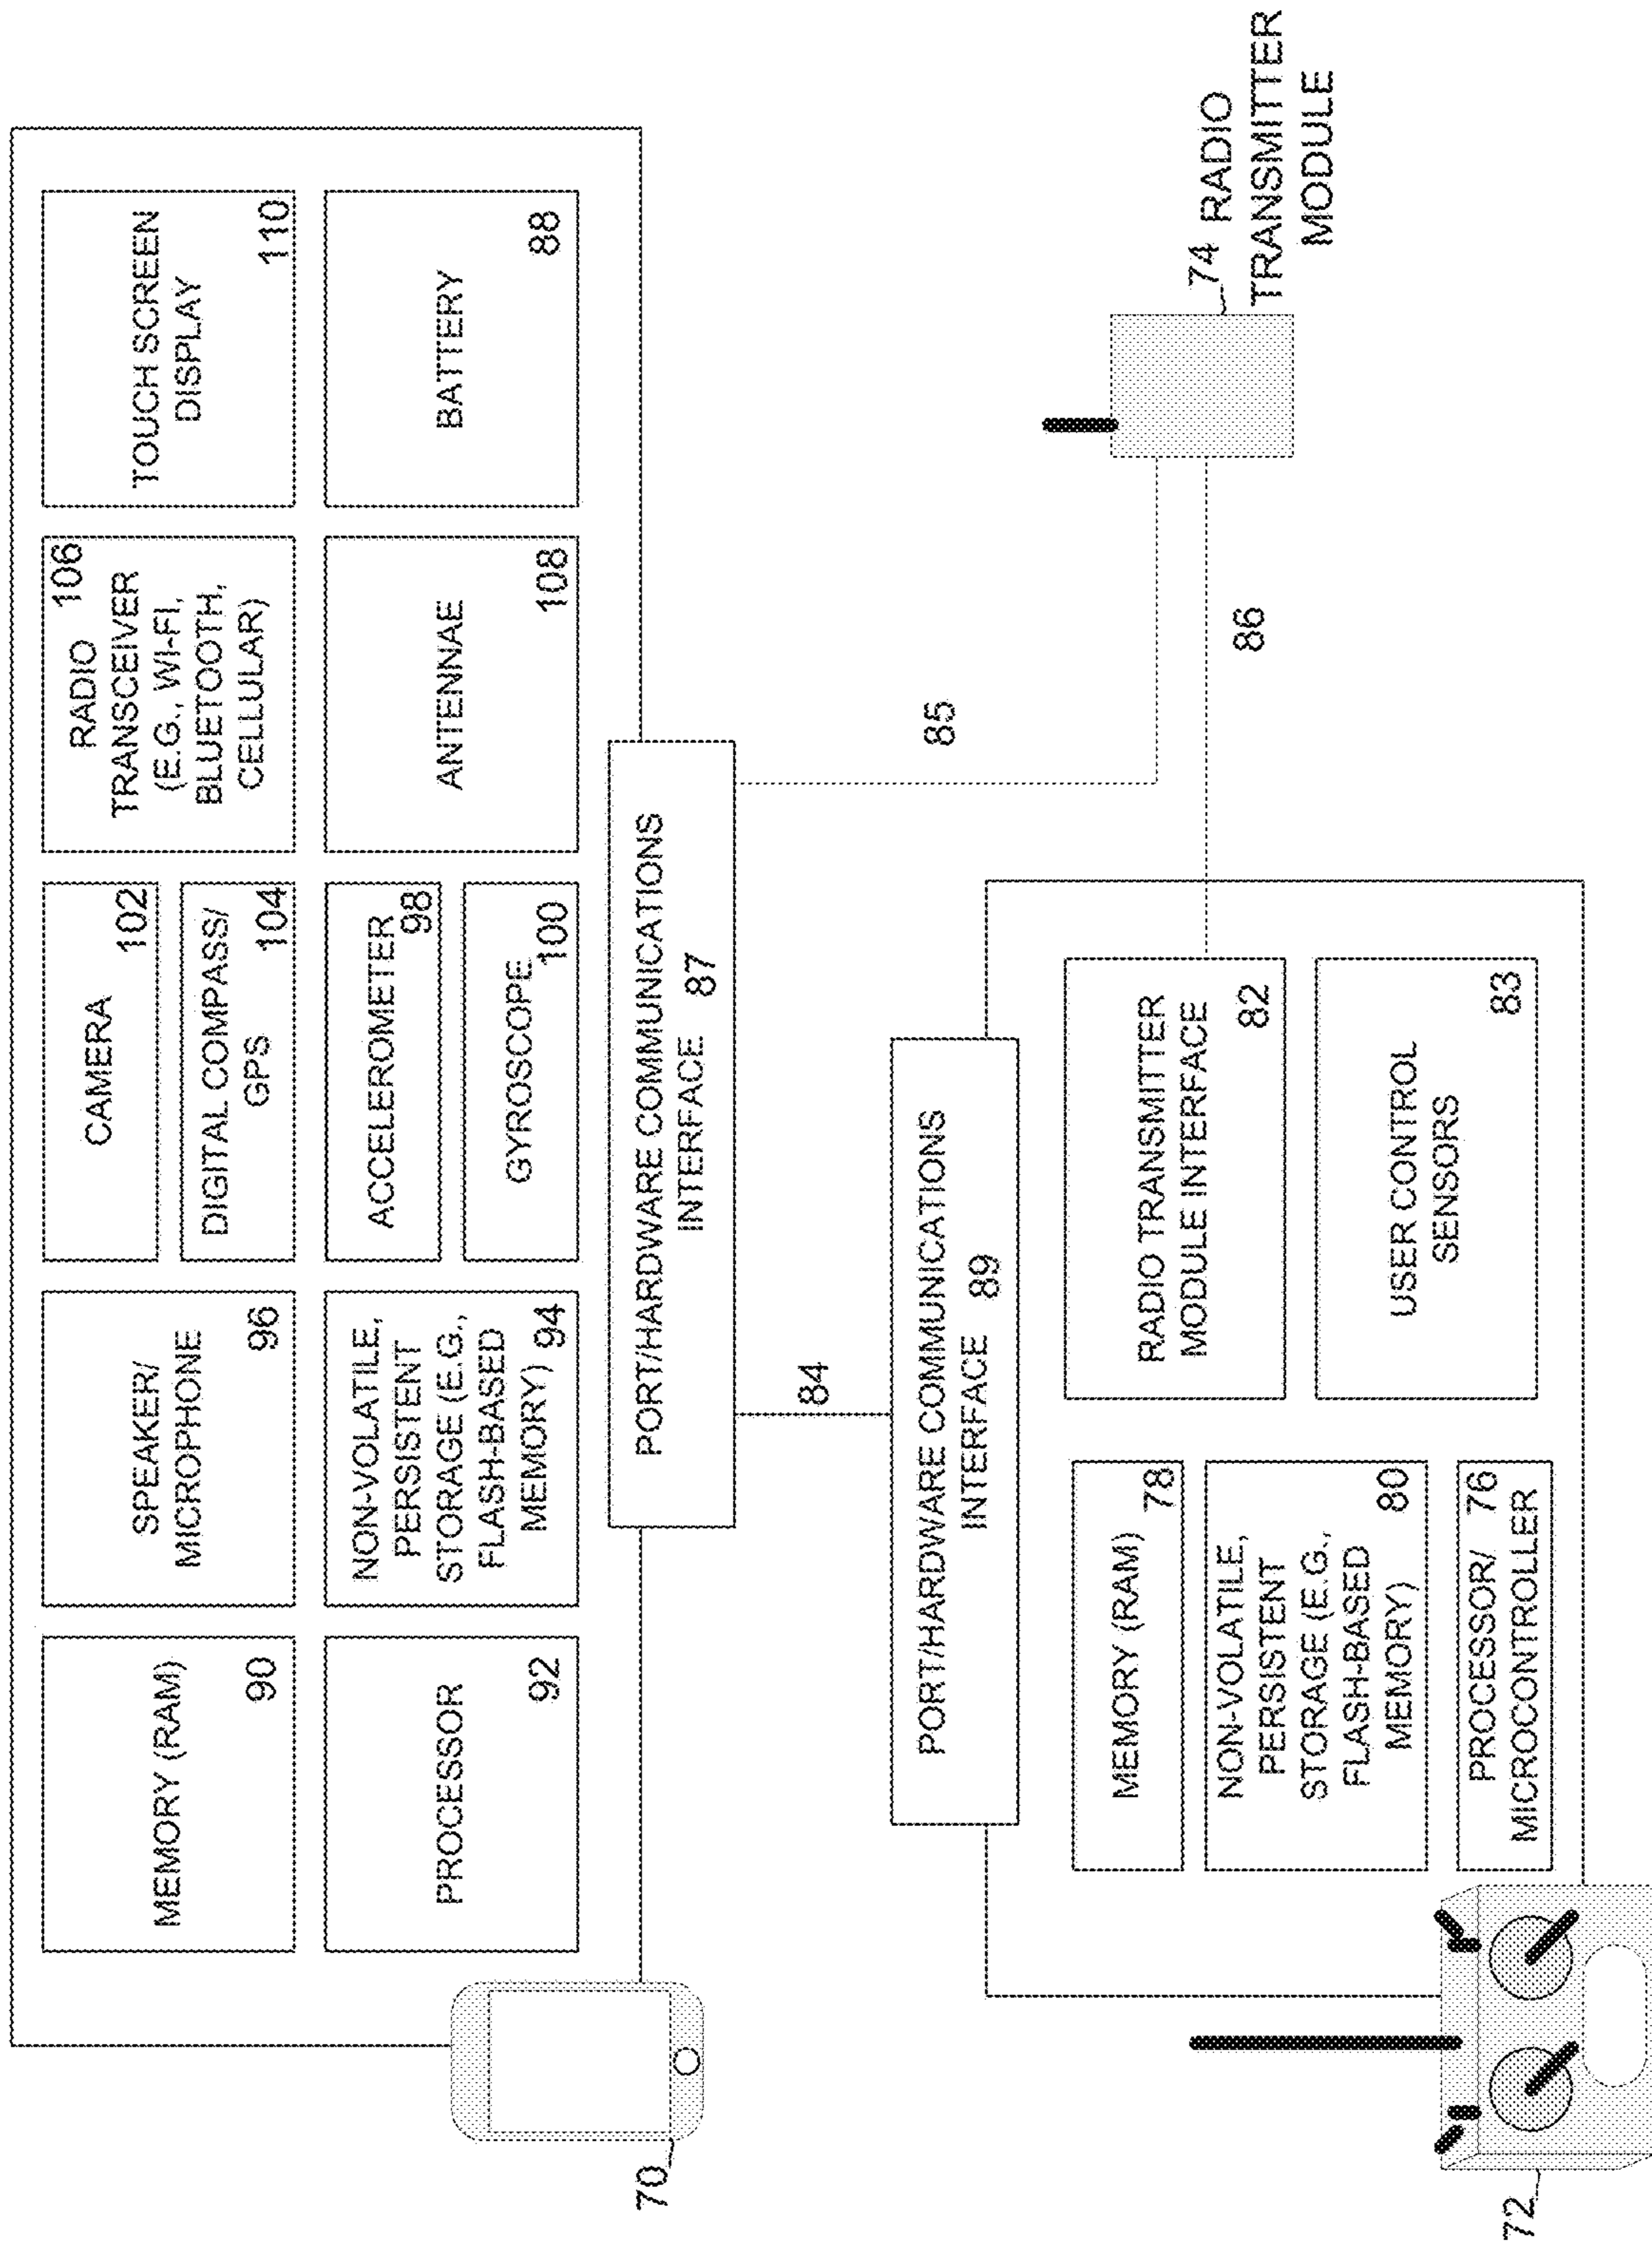 MEMORY (RAM)
90
SPEAKER/
MICROPHONE
96
CAMERA
102
DIGITAL COMPASS/
GPS
104
RADIO 106
TRANSCEIVER
(E.G., WI-FI,
BLUETOOTH,
CELLULAR)
TOUCH SCREEN
DISPLAY
110
PROCESSOR
92
NON-VOLATILE,
PERSISTENT
STORAGE (E.G.,
FLASH-BASED
MEMORY) 94
ACCELEROMETER
98
GYROSCOPE
100
ANTENNAE
108
BATTERY
88
70
PORT/HARDWARE COMMUNICATIONS
INTERFACE 87
84
85
PORT/HARDWARE COMMUNICATIONS
INTERFACE 89
86
74 RADIO
TRANSMITTER
MODULE
MEMORY (RAM)
78
NON-VOLATILE,
PERSISTENT
STORAGE (E.G.,
FLASH-BASED
MEMORY)
80
PROCESSOR/ 76
MICROCONTROLLER
RADIO TRANSMITTER
MODULE INTERFACE
82
USER CONTROL
SENSORS
83
72